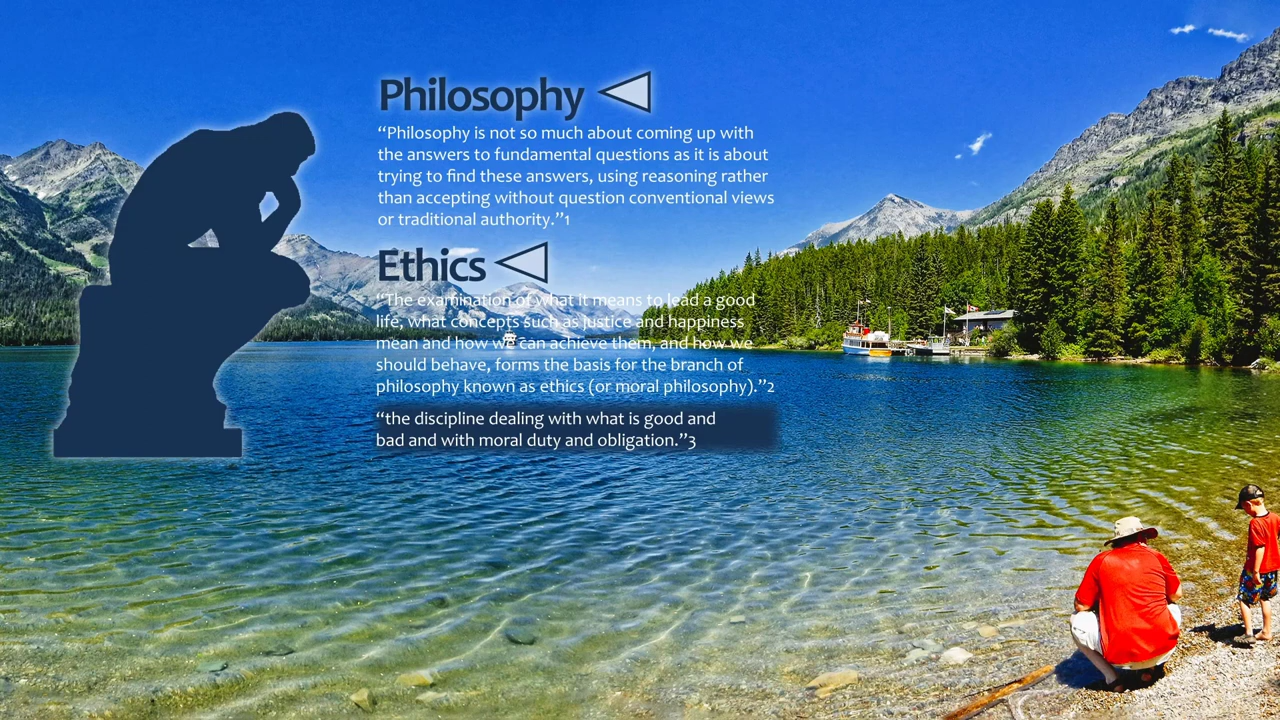 Philosophy
“Philosophy is not so much about coming up with
the answers to fundamental questions as it is about
trying to find these answers, using reasoning rather
than accepting without question conventional views
or traditional authority.”1
Ethics
“The examination of what it means to lead a good
life, what concepts such as justice and happiness
mean and how we can achieve them, and how we
should behave, forms the basis for the branch of
philosophy known as ethics (or moral philosophy).”2
“the discipline dealing with what is good and
bad and with moral duty and obligation.”3